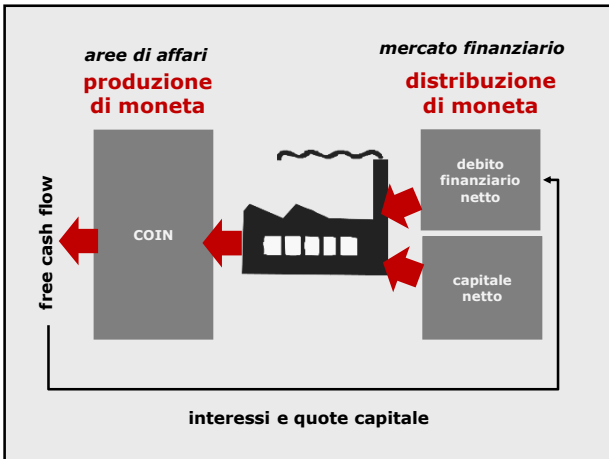 aree di affari
produzione
di moneta
mercato finanziario
distribuzione
di moneta
free cash flow
COIN
debito
finanziario
netto
capitale
netto
interessi e quote capitale